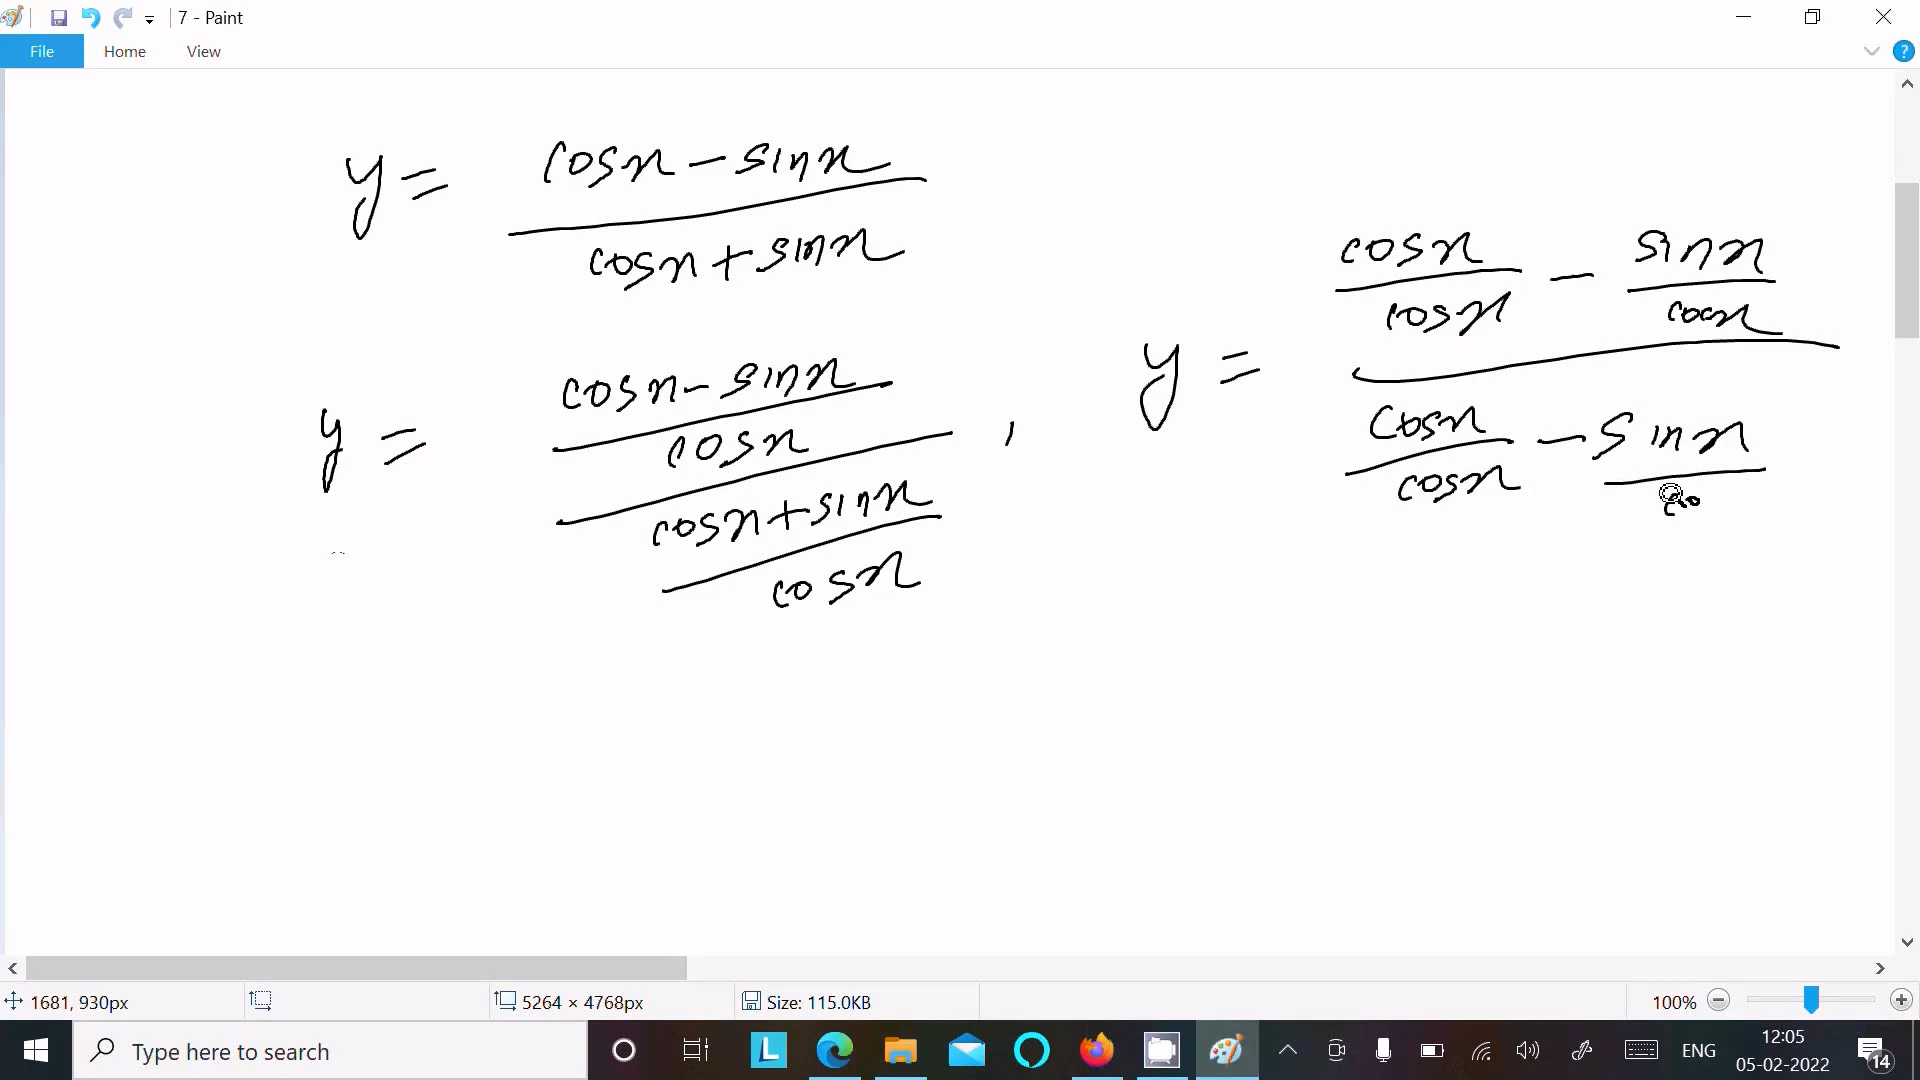 7 - Paint
File Home View
y = (cosx - sinx) / (cosx + sinx)
y = ((cosx - sinx) / cosx) / ((cosx + sinx) / cosx) , y = (cosx / cosx - sinx / cosx) / (cosx / cosx - sinx / co
1681, 930px 5264 × 4768px Size: 115.0KB 100%
Type here to search L ENG 12:05
05-02-2022 14